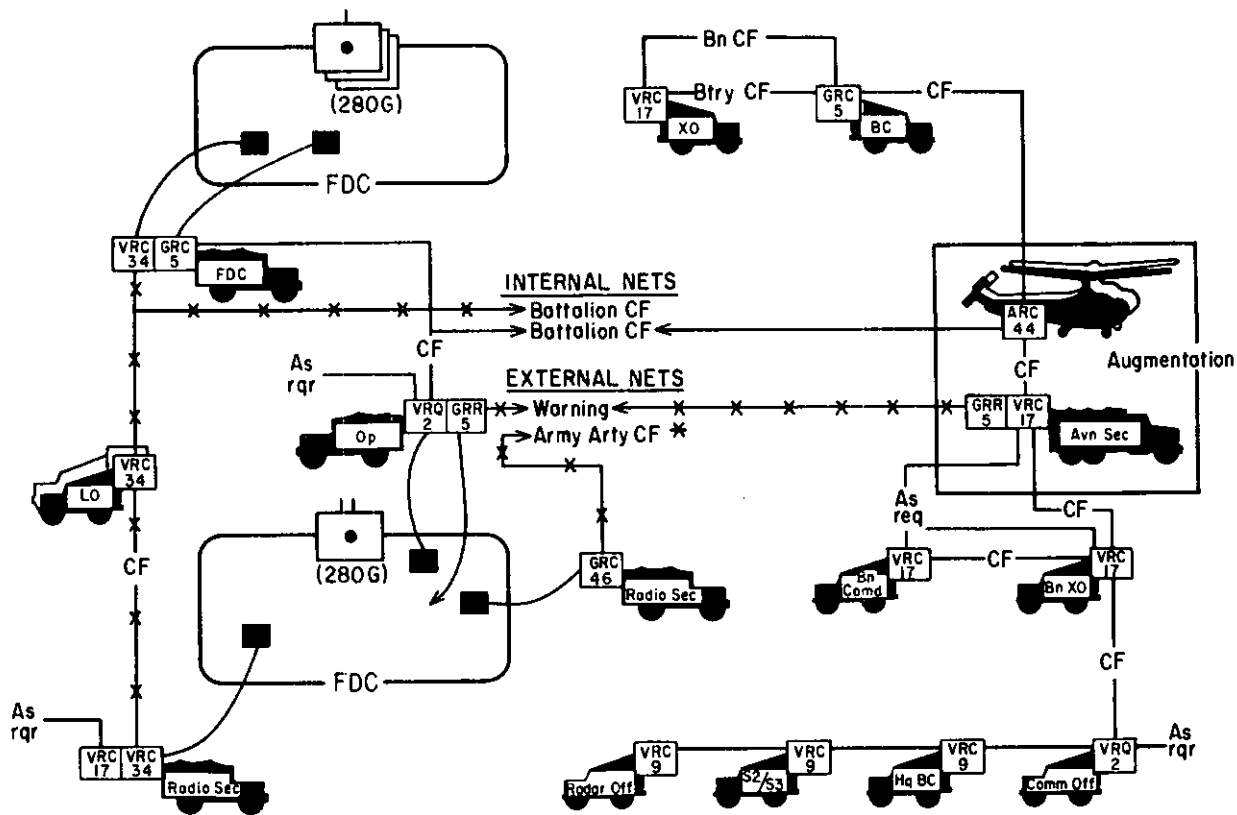 (280G)
FDC
Bn CF
VRC
17
XO
Btry CF
GRC
5
BC
CF
VRC
34
GRC
5
FDC
INTERNAL NETS
Battalion CF
Battalion CF
CF
ARC
44
CF
Augmentation
As
rqr
EXTERNAL NETS
VRQ
2
GRR
5
Op
Warning
Army Arty CF *
GRR
5
VRC
17
Avn Sec
VRC
34
LO
As
req
CF
(280G)
CF
GRC
46
Radio Sec
VRC
17
Bn
Comd
CF
VRC
17
Bn XO
FDC
CF
As
rqr
VRC
17
VRC
34
Radio Sec
VRC
9
Radar Off
VRC
9
S2/
S3
VRC
9
Hq BC
VRQ
2
Comm Off
As
rqr